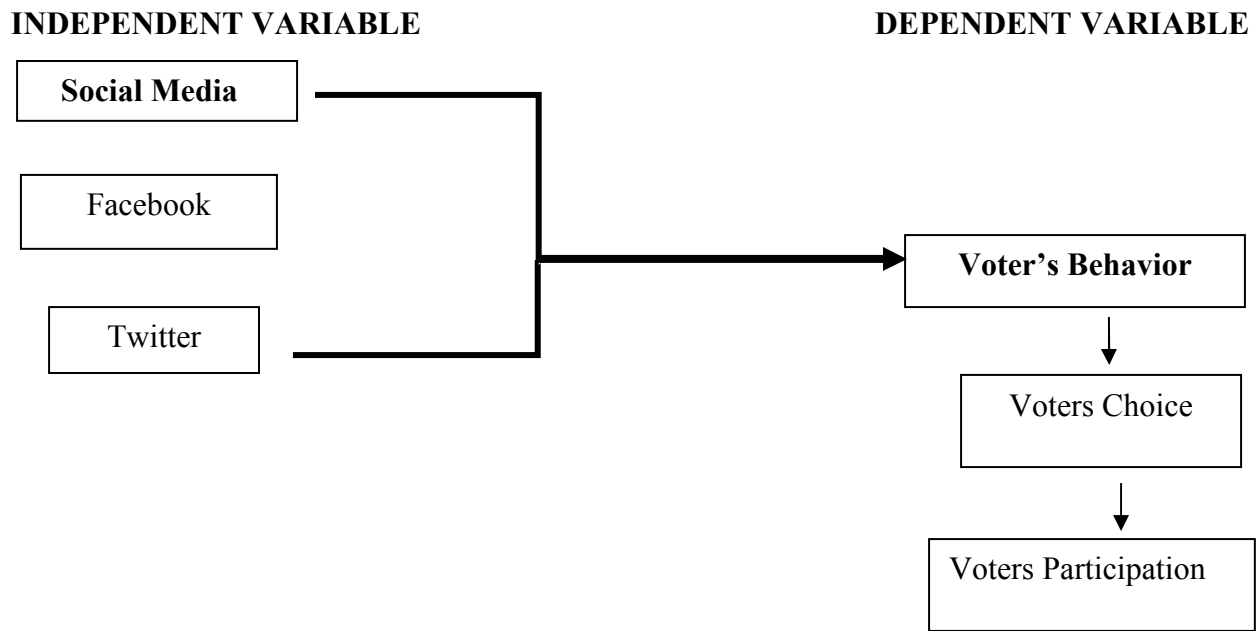 INDEPENDENT VARIABLE
DEPENDENT VARIABLE
Social Media
Facebook
Twitter
Voter’s Behavior
Voters Choice
Voters Participation